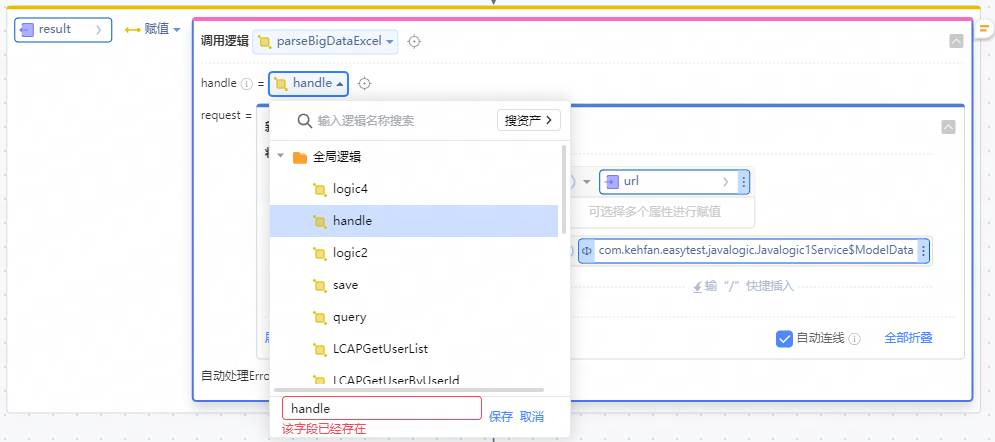 result
赋值
调用逻辑 parseBigDataExcel
handle = handle
request =
输入逻辑名称搜索 搜资产
全局逻辑
logic4
url
handle
可选择多个属性进行赋值
logic2
com.kehfan.easytest.javalogic.Javalogic1Service$ModelData
save
输“/”快捷插入
query
自动连线 全部折叠
LCAPGetUserList
自动处理Erro
LCAPGetUserByUserId
handle 保存 取消
该字段已经存在